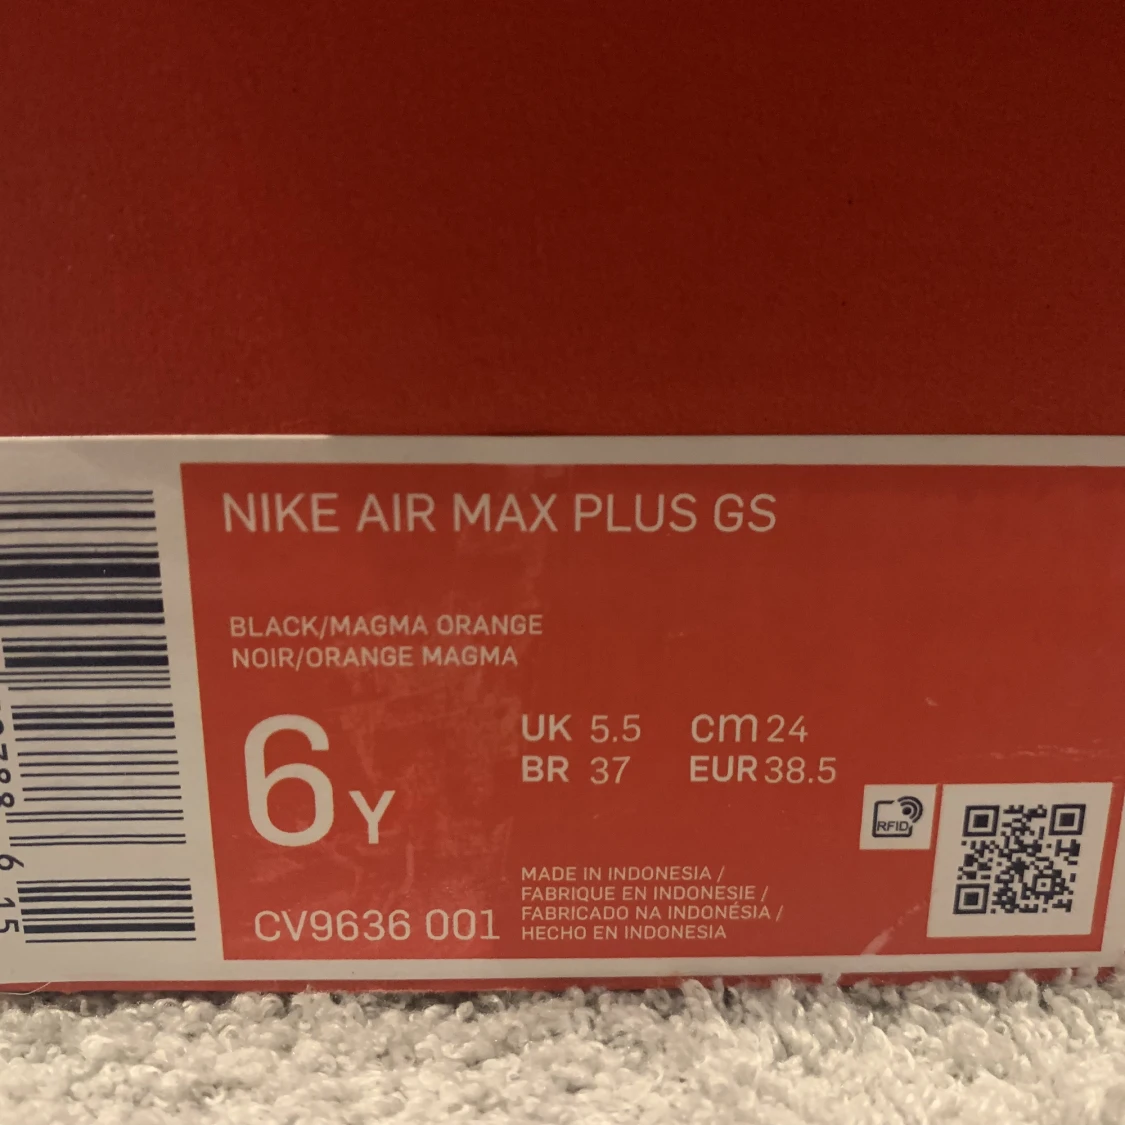 NIKE AIR MAX PLUS GS
BLACK/MAGMA ORANGE
NOIR/ORANGE MAGMA
6Y
UK 5.5 cm 24
BR 37 EUR 38.5
RFID
CV9636 001
MADE IN INDONESIA /
FABRIQUE EN INDONESIE /
FABRICADO NA INDONÉSIA /
HECHO EN INDONESIA